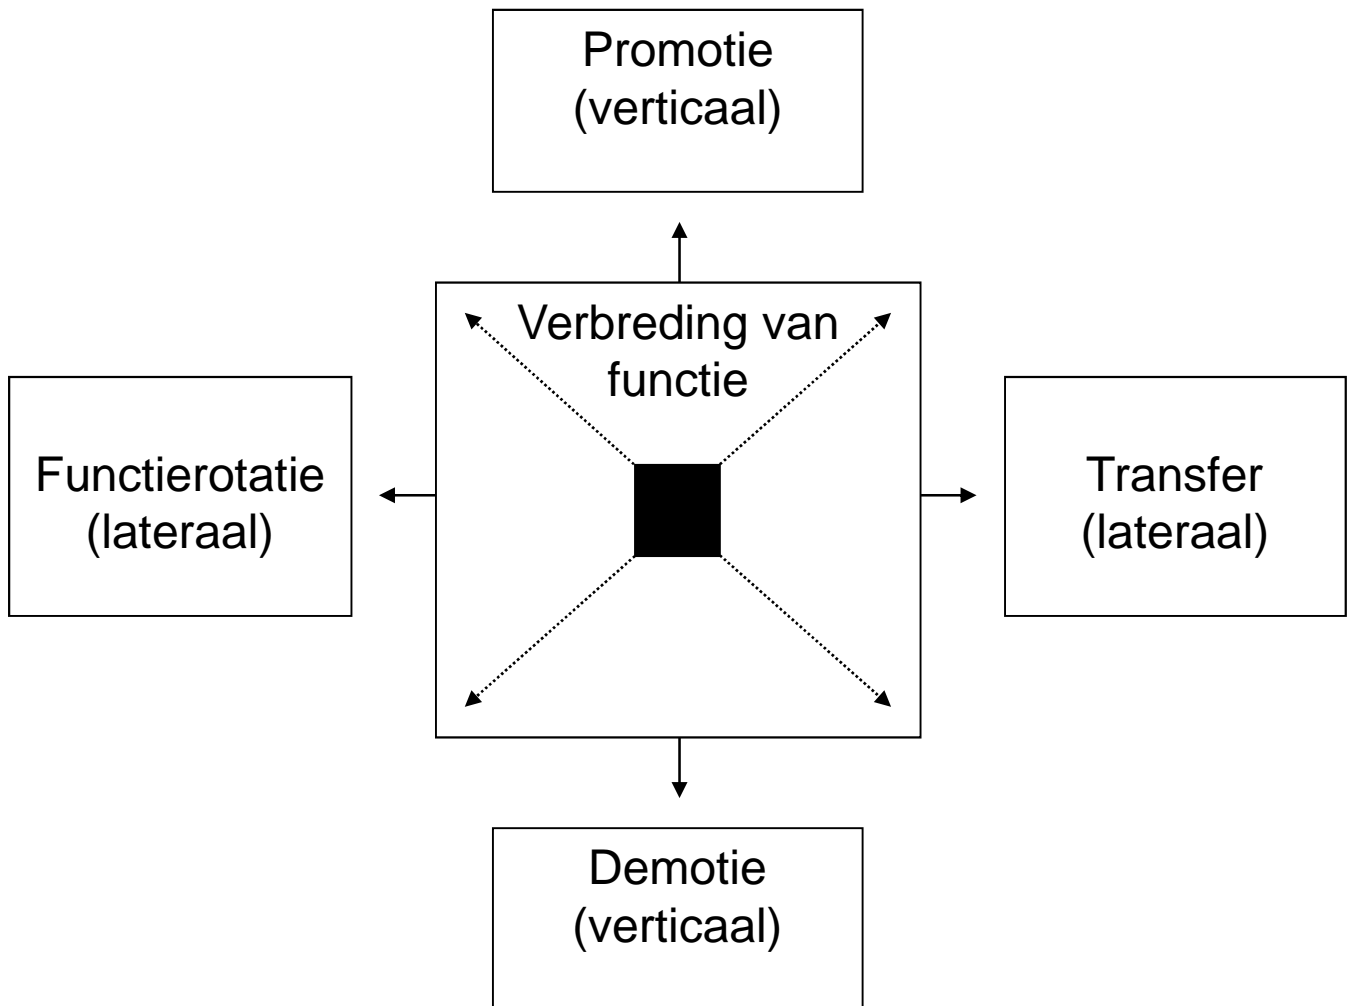 Promotie
(verticaal)
Verbreding van
functie
Functierotatie
(lateraal)
Transfer
(lateraal)
Demotie
(verticaal)